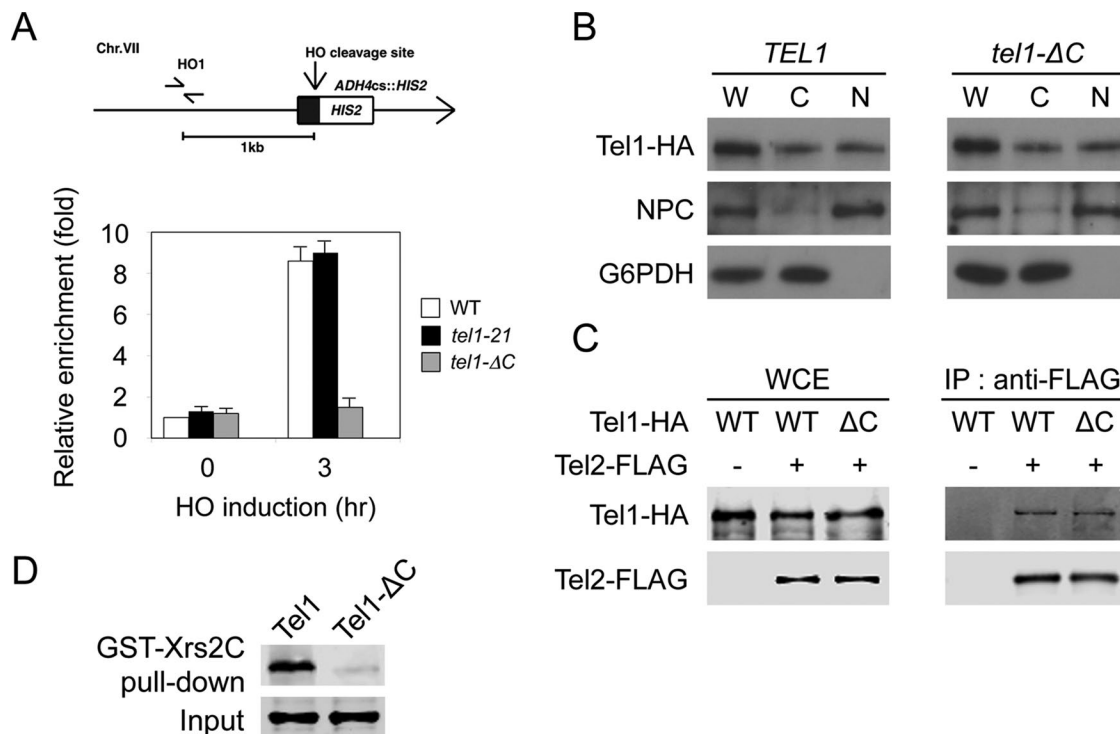 A
Chr.VII
HO1
HO cleavage site
ADH4cs::HIS2
HIS2
1kb
Relative enrichment (fold)
10
8
6
4
2
0
0 3
HO induction (hr)
WT
tel1-21
tel1-ΔC
B
TEL1 tel1-ΔC
W C N W C N
Tel1-HA
NPC
G6PDH
C
WCE IP : anti-FLAG
Tel1-HA WT WT ΔC WT WT ΔC
Tel2-FLAG - + + - + +
Tel1-HA
Tel2-FLAG
D
Tel1 Tel1-ΔC
GST-Xrs2C
pull-down
Input